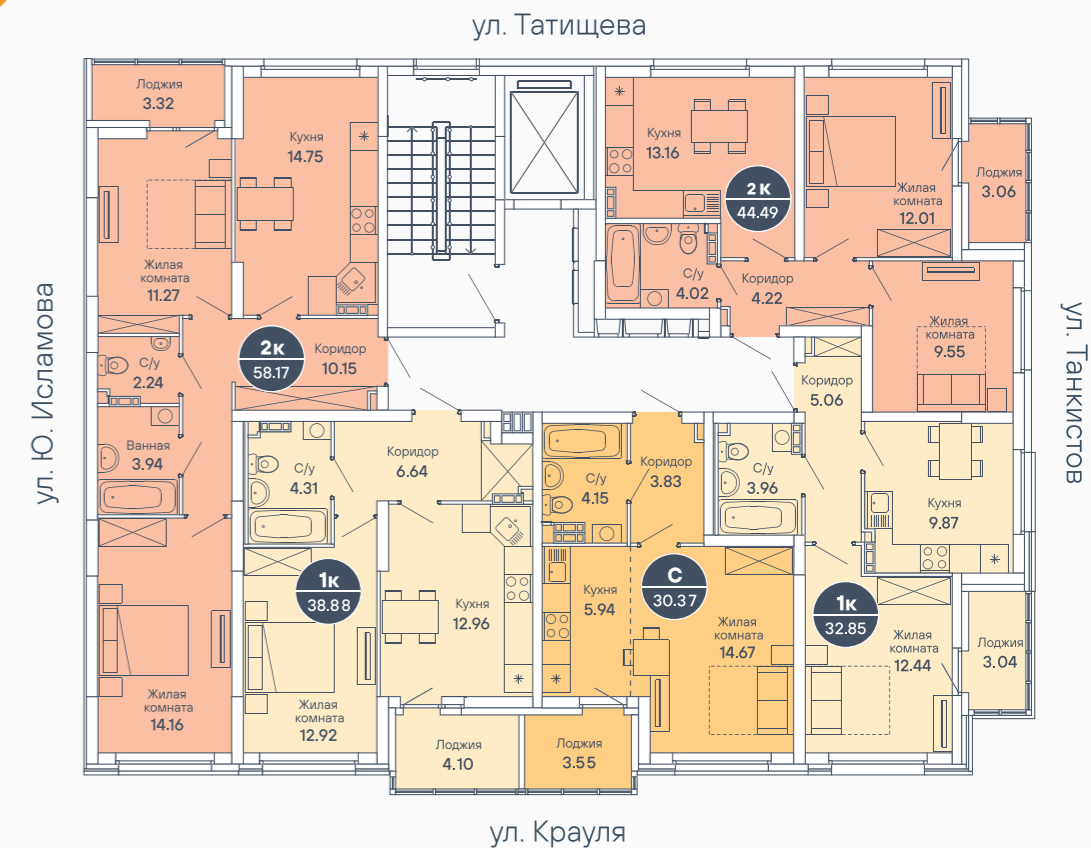 ул. Татищева
Лоджия
3.32
Кухня
14.75
Жилая
комната
11.27
2к
58.17
Коридор
10.15
С/у
2.24
Ванная
3.94
Жилая
комната
14.16
Кухня
13.16
2 К
44.49
Жилая
комната
12.01
Лоджия
3.06
С/у
4.02
Коридор
4.22
Жилая
комната
9.55
Коридор
6.64
С/у
4.31
1к
38.88
Кухня
12.96
Жилая
комната
12.92
Лоджия
4.10
Коридор
3.83
С/у
4.15
С
30.37
Кухня
5.94
Жилая
комната
14.67
Лоджия
3.55
Коридор
5.06
С/у
3.96
Кухня
9.87
1к
32.85
Жилая
комната
12.44
Лоджия
3.04
ул. Ю. Исламова
ул. Танкистов
ул. Крауля